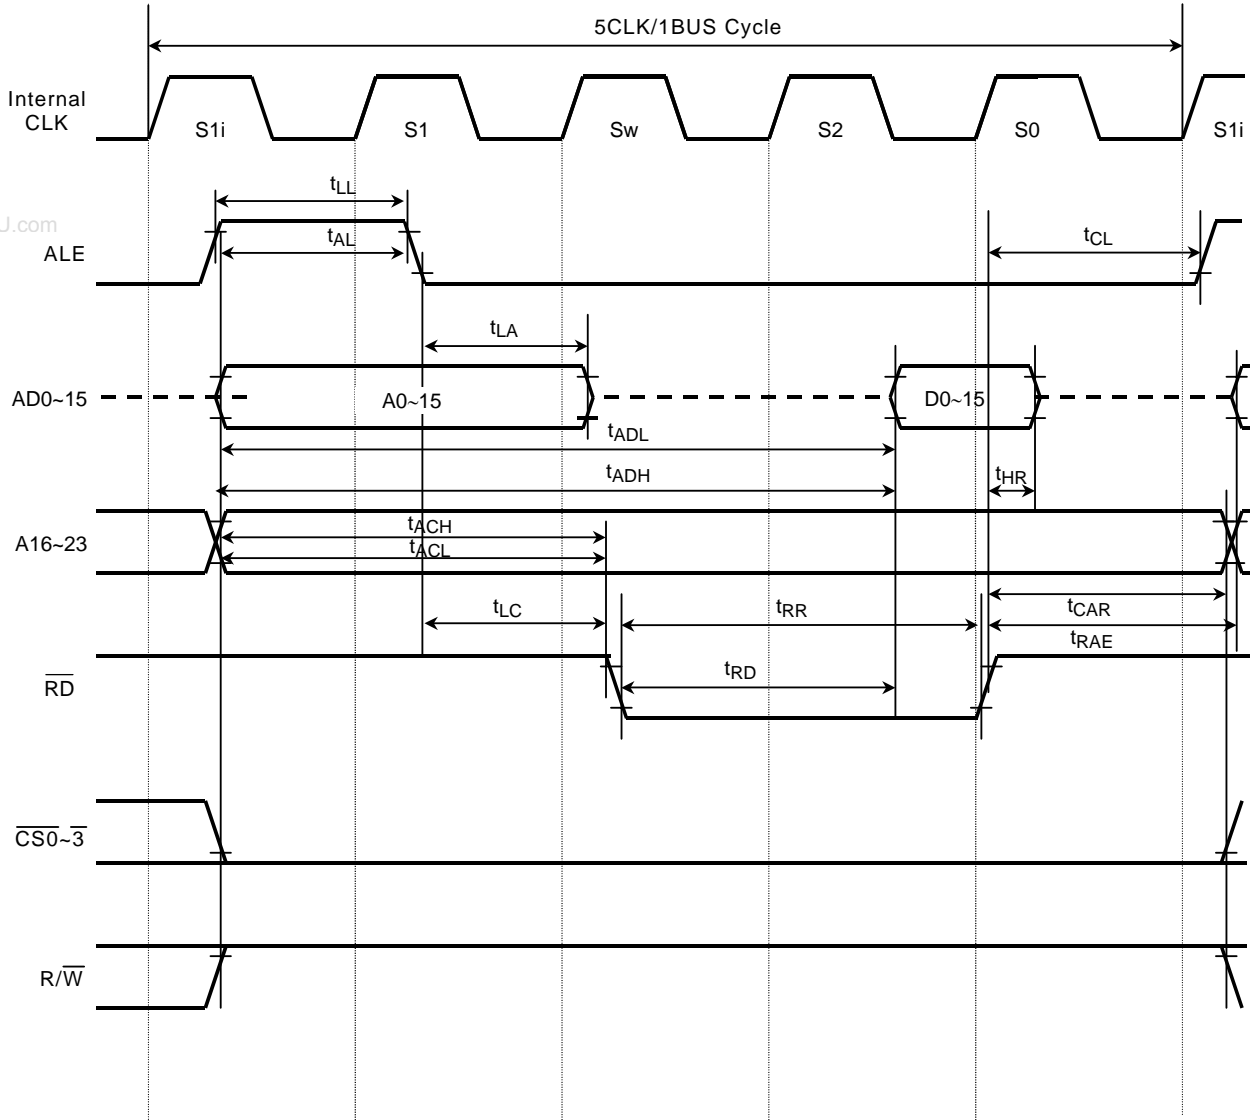 5CLK/1BUS Cycle
Internal
CLK
S1i
S1
Sw
S2
S0
S1i
tLL
J.com
ALE
tAL
tCL
tLA
AD0~15
A0~15
D0~15
tADL
tADH
tHR
A16~23
tACH
tACL
tLC
tRR
tCAR
tRAE
RD
tRD
CS0~3
R/W